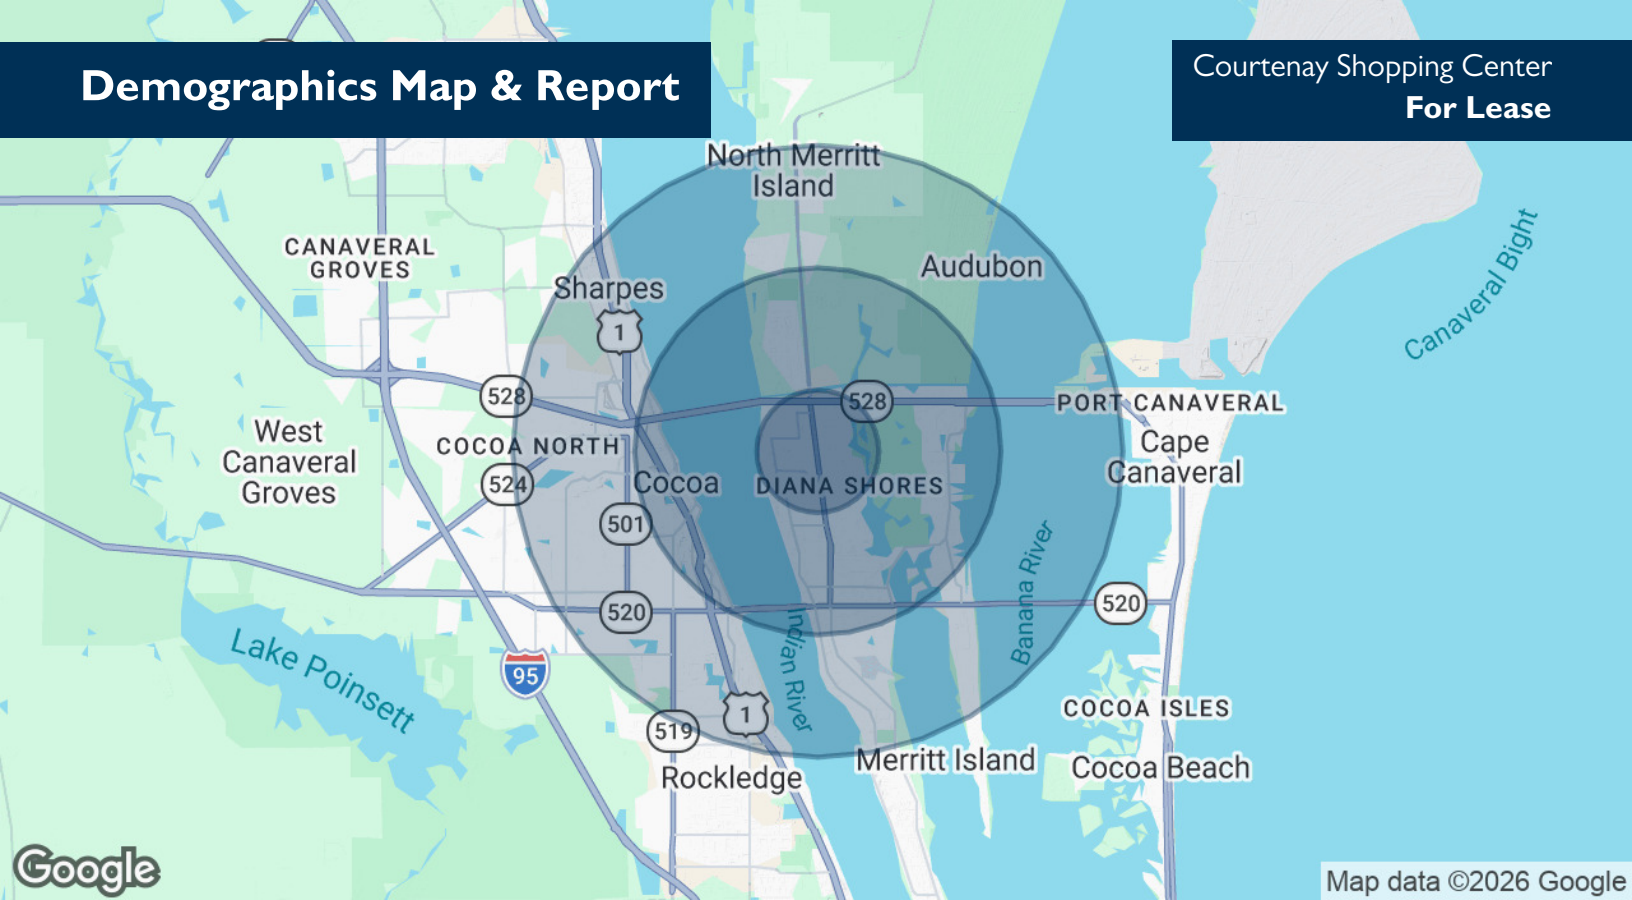 Demographics Map & Report
Courtenay Shopping Center
For Lease
North Merritt
Island
CANAVERAL
GROVES
Audubon
Sharpes
Canaveral Bight
1
528
528
PORT CANAVERAL
West
Canaveral
Groves
COCOA NORTH
Cape
Canaveral
524
Cocoa
DIANA SHORES
501
Banana River
520
520
Indian River
Lake Poinsett
95
1
519
COCOA ISLES
Rockledge
Merritt Island
Cocoa Beach
Google
Map data ©2026 Google